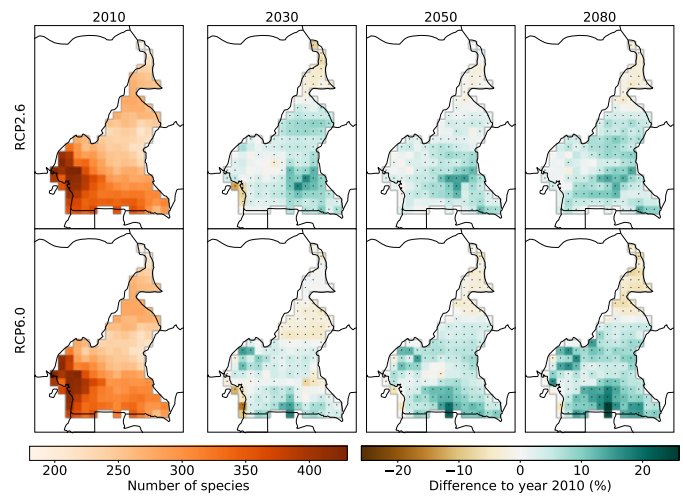 2010 2030 2050 2080
RCP2.6
RCP6.0
200 250 300 350 400 −20 −10 0 10 20
Number of species Difference to year 2010 (%)